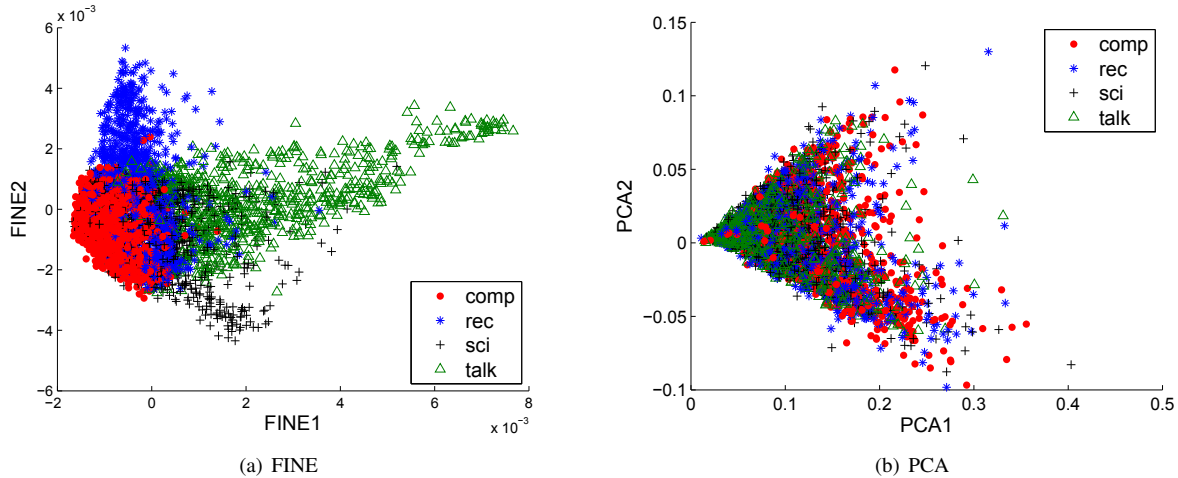 x 10⁻³
6
4
2
0
−2
−4
−6
FINE2
−2
0
2
4
6
8
x 10⁻³
FINE1
comp
rec
sci
talk
(a) FINE
0.15
0.1
0.05
0
−0.05
−0.1
PCA2
0
0.1
0.2
0.3
0.4
0.5
PCA1
comp
rec
sci
talk
(b) PCA